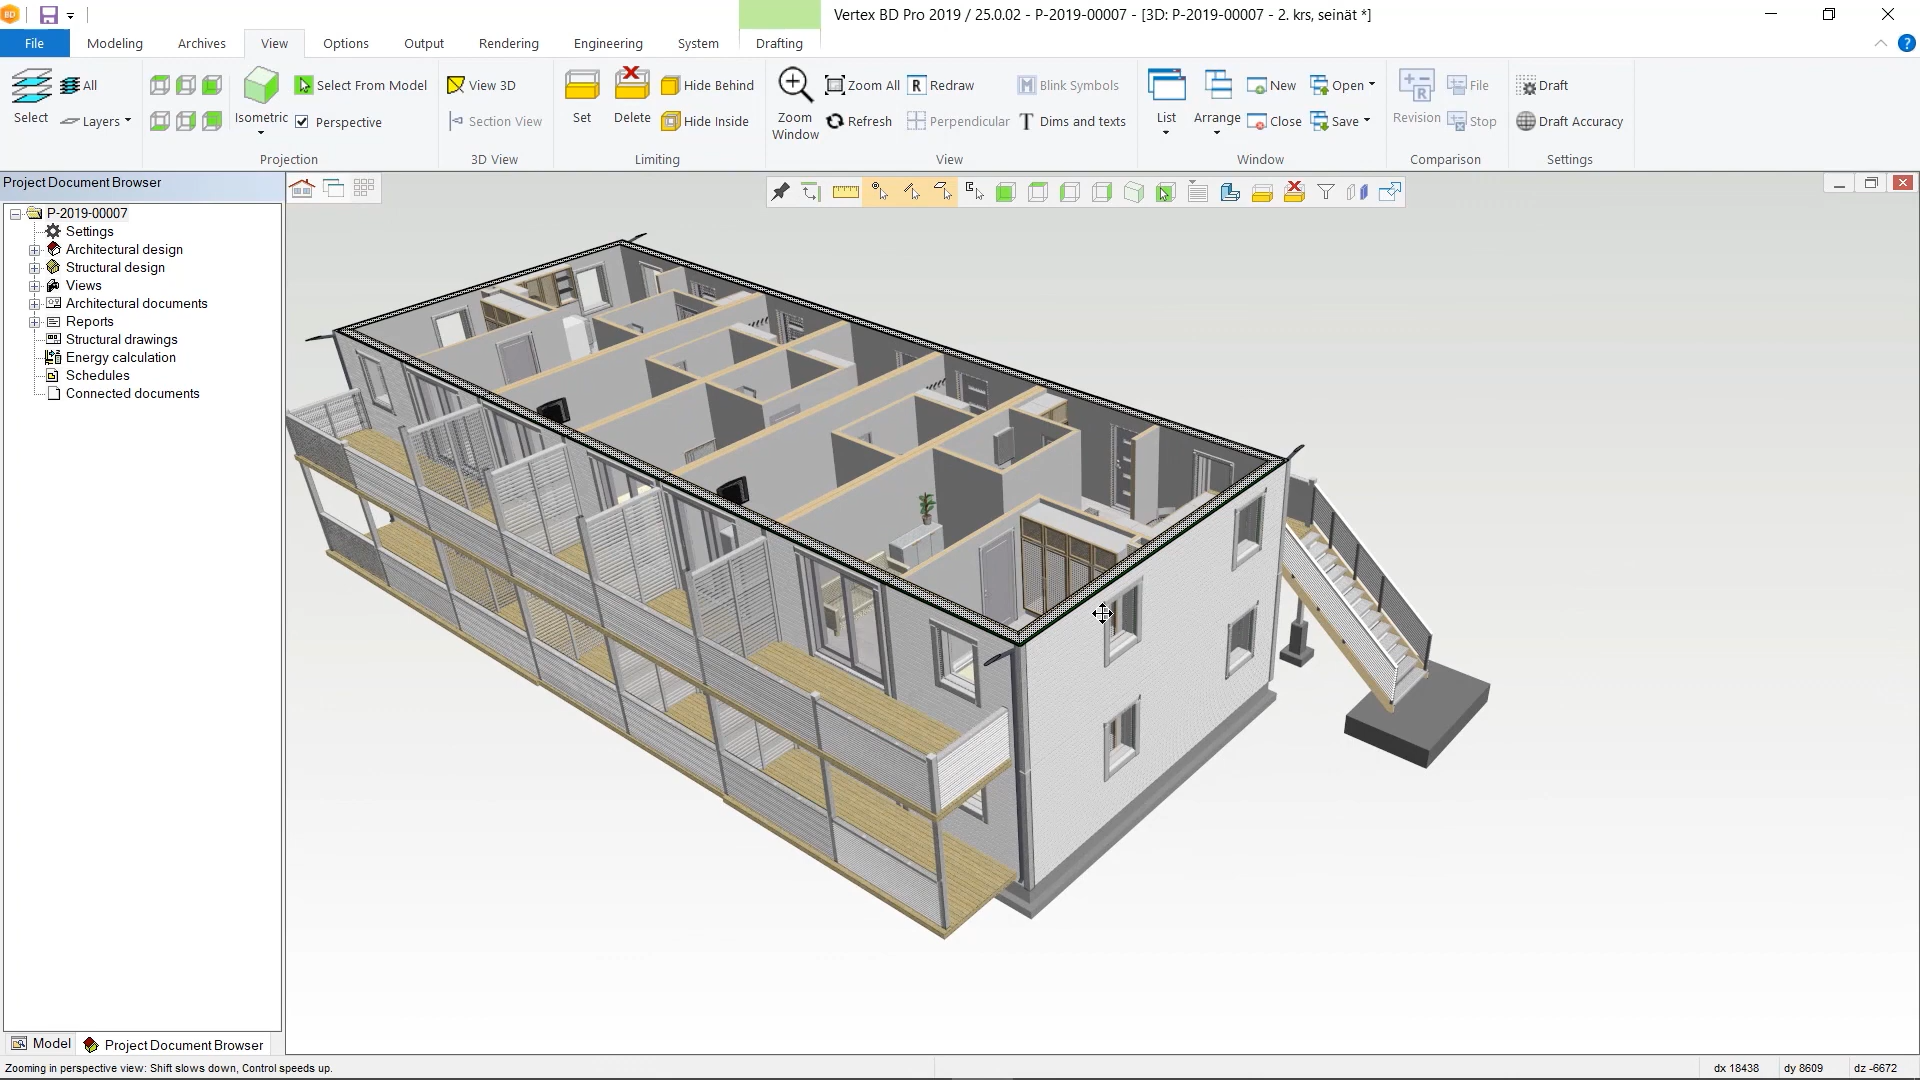 BD
Vertex BD Pro 2019 / 25.0.02 - P-2019-00007 - [3D: P-2019-00007 - 2. krs, seinät *]
File Modeling Archives View Options Output Rendering Engineering System Drafting
Select
All
Layers
Isometric
Select From Model
Perspective
Projection
View 3D
Section View
3D View
Set
Delete
Hide Behind
Hide Inside
Limiting
Zoom
Window
Zoom All
Refresh
Redraw
Perpendicular
Blink Symbols
Dims and texts
View
List
Arrange
New
Close
Open
Save
Window
Revision
File
Stop
Comparison
Draft
Draft Accuracy
Settings
Project Document Browser
P-2019-00007
Settings
Architectural design
Structural design
Views
Architectural documents
Reports
Structural drawings
Energy calculation
Schedules
Connected documents
Model Project Document Browser
Zooming in perspective view: Shift slows down, Control speeds up.
dx 18438 dy 8609 dz -6672